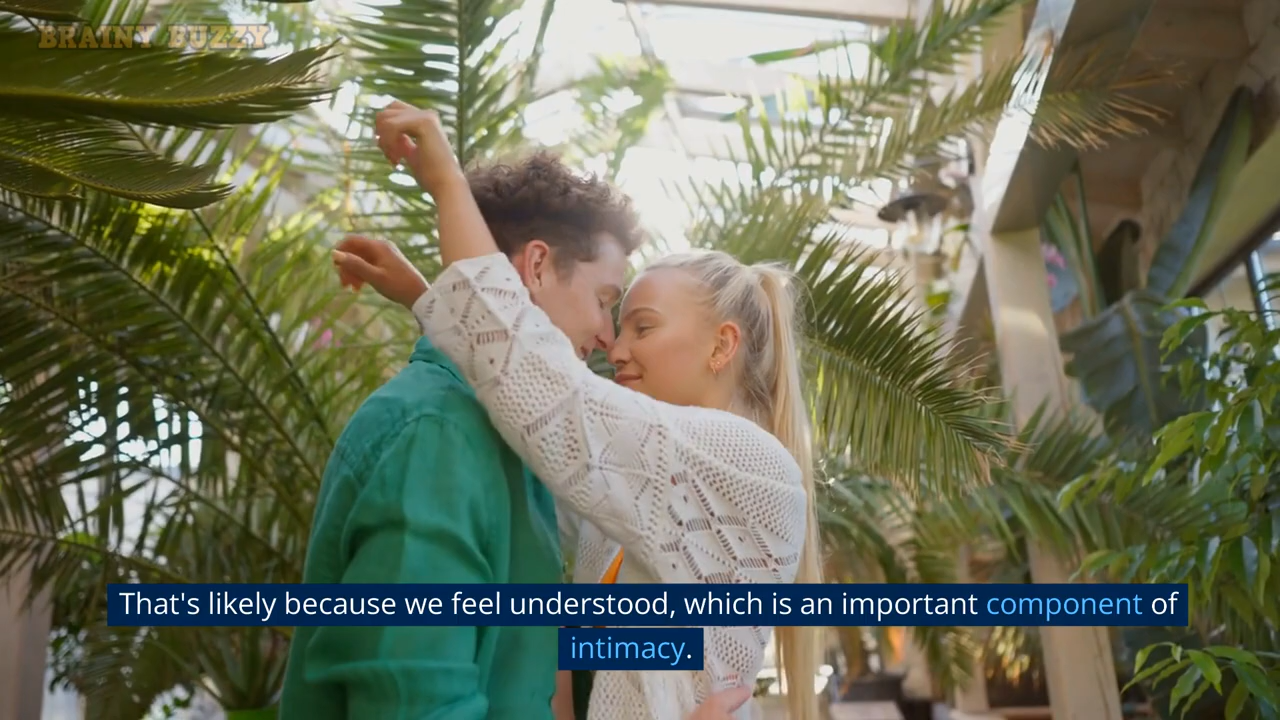 BRAINY BUZZY
That's likely because we feel understood, which is an important component of
intimacy.